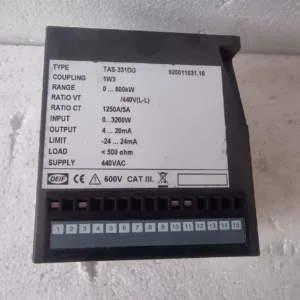 TYPE TAS-331DG 020011031.10
COUPLING 1W3
RANGE 0 ... 800kW
RATIO VT /440V(L-L)
RATIO CT 1250A/5A
INPUT 0...3200W
OUTPUT 4 ... 20mA
LIMIT -24 ... 24mA
LOAD < 500 ohm
SUPPLY 440VAC
DEIF CE 600V CAT III.
1 2 3 4 5 6 7 8 9 10 11 12 13 14 15